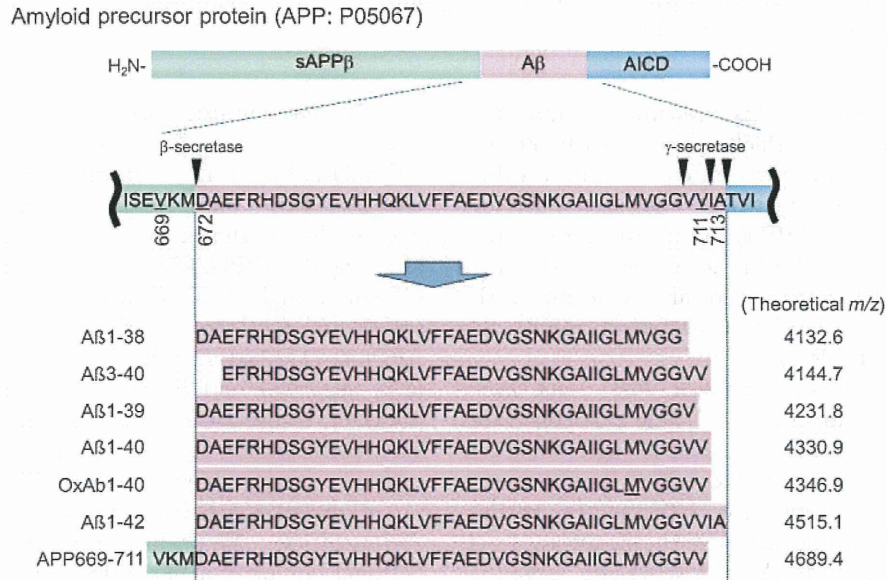 Amyloid precursor protein (APP: P05067)
H₂N- sAPPβ Aβ AICD -COOH
β-secretase γ-secretase
ISEVKMDAEFRHDSGYEVHHQKLVFFAEDVGSNKGAIIGLMVGGVVIATVI
669 672 711 713
(Theoretical m/z)
Aß1-38 DAEFRHDSGYEVHHQKLVFFAEDVGSNKGAIIGLMVGG 4132.6
Aß3-40 EFRHDSGYEVHHQKLVFFAEDVGSNKGAIIGLMVGGVV 4144.7
Aß1-39 DAEFRHDSGYEVHHQKLVFFAEDVGSNKGAIIGLMVGGV 4231.8
Aß1-40 DAEFRHDSGYEVHHQKLVFFAEDVGSNKGAIIGLMVGGVV 4330.9
OxAb1-40 DAEFRHDSGYEVHHQKLVFFAEDVGSNKGAIIGLMVGGVV 4346.9
Aß1-42 DAEFRHDSGYEVHHQKLVFFAEDVGSNKGAIIGLMVGGVVIA 4515.1
APP669-711 VKMDAEFRHDSGYEVHHQKLVFFAEDVGSNKGAIIGLMVGGVV 4689.4